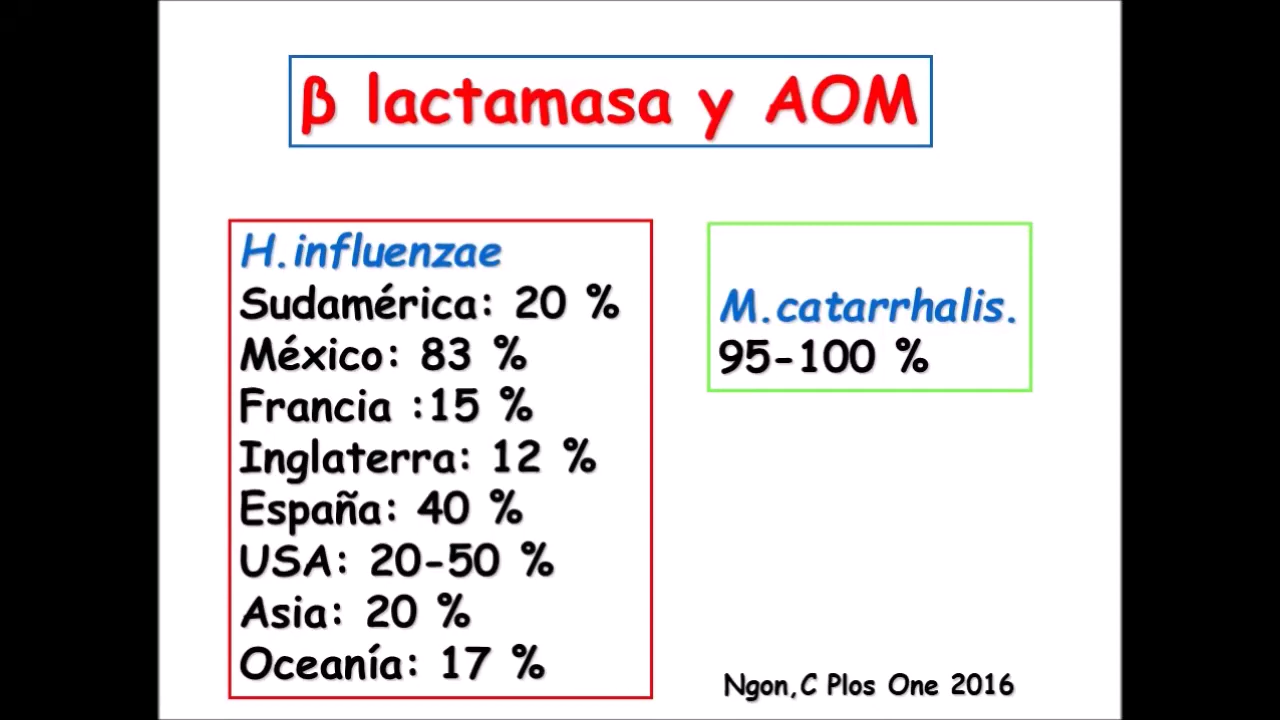 β lactamasa y AOM
H.influenzae
Sudamérica: 20 %
México: 83 %
Francia :15 %
Inglaterra: 12 %
España: 40 %
USA: 20-50 %
Asia: 20 %
Oceanía: 17 %
M.catarrhalis.
95-100 %
Ngon,C Plos One 2016